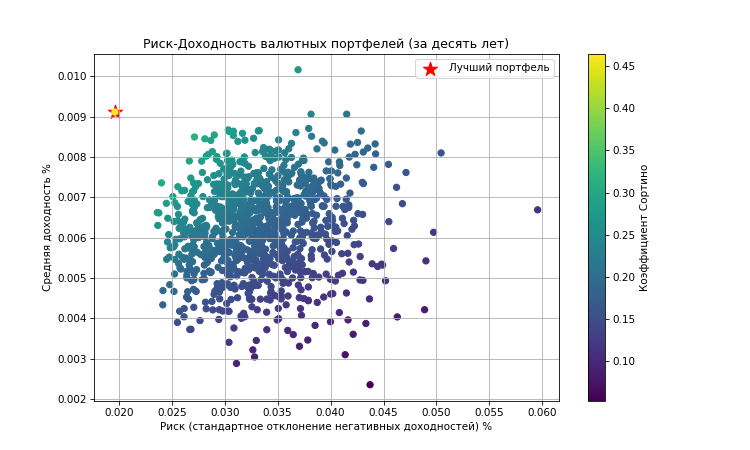 Риск-Доходность валютных портфелей (за десять лет)
Лучший портфель
0.010
0.009
0.008
0.007
0.006
0.005
0.004
0.003
0.002
Средняя доходность %
0.020 0.025 0.030 0.035 0.040 0.045 0.050 0.055 0.060
Риск (стандартное отклонение негативных доходностей) %
0.45
0.40
0.35
0.30
0.25
0.20
0.15
0.10
Коэффициент Сортино